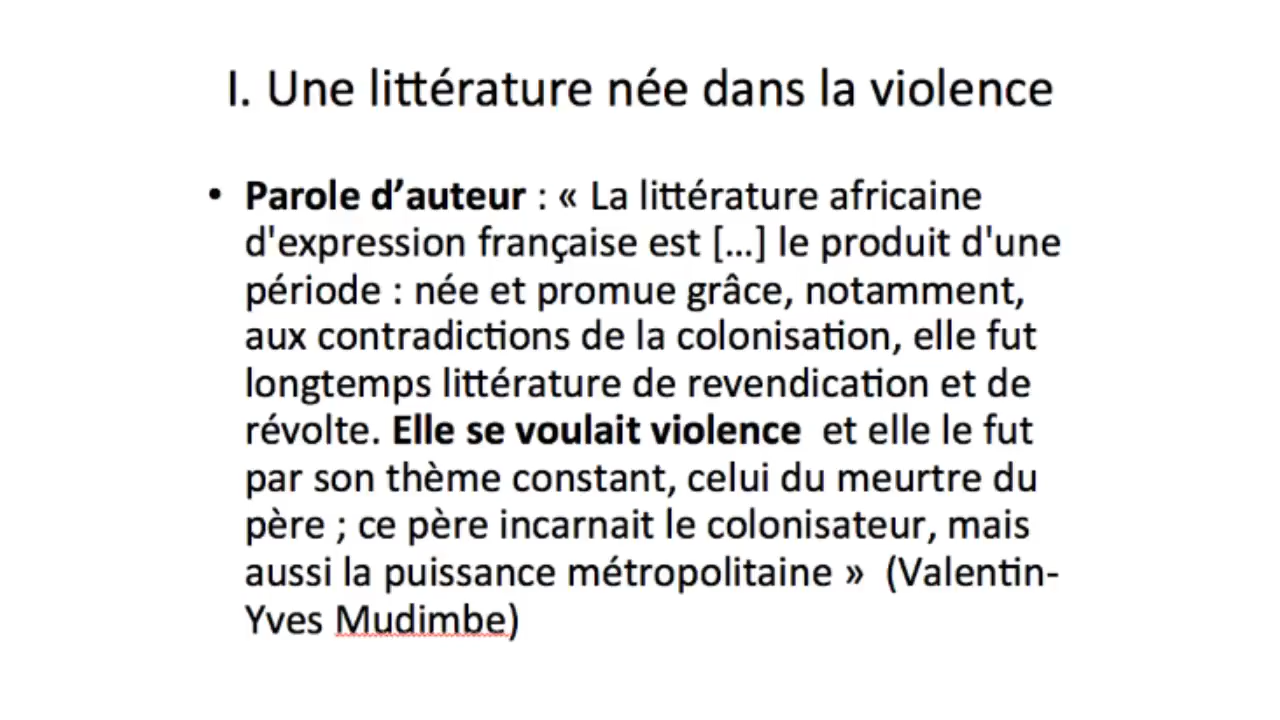 I. Une littérature née dans la violence
• Parole d’auteur : « La littérature africaine
d'expression française est […] le produit d'une
période : née et promue grâce, notamment,
aux contradictions de la colonisation, elle fut
longtemps littérature de revendication et de
révolte. Elle se voulait violence  et elle le fut
par son thème constant, celui du meurtre du
père ; ce père incarnait le colonisateur, mais
aussi la puissance métropolitaine »  (Valentin-
Yves Mudimbe)